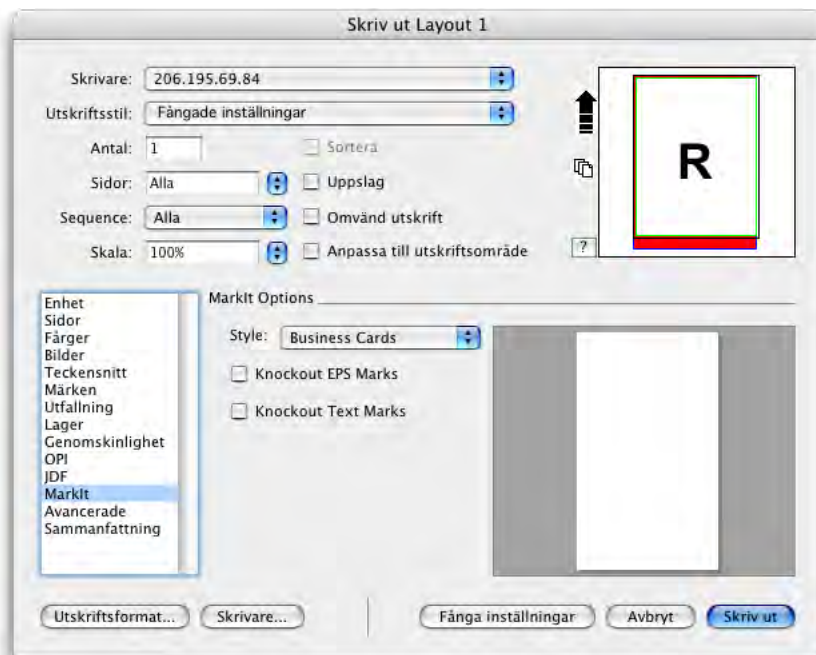 Skriv ut Layout 1
Skrivare: 206.195.69.84
Utskriftsstil: Fångade inställningar
Antal: 1 Sortera
Sidor: Alla Uppslag
Sequence: Alla Omvänd utskrift
Skala: 100% Anpassa till utskriftsområde
R
?
Enhet
Sidor
Färger
Bilder
Teckensnitt
Märken
Utfallning
Lager
Genomskinlighet
OPI
JDF
MarkIt
Avancerade
Sammanfattning
MarkIt Options
Style: Business Cards
Knockout EPS Marks
Knockout Text Marks
Utskriftsformat... Skrivare... Fånga inställningar Avbryt Skriv ut